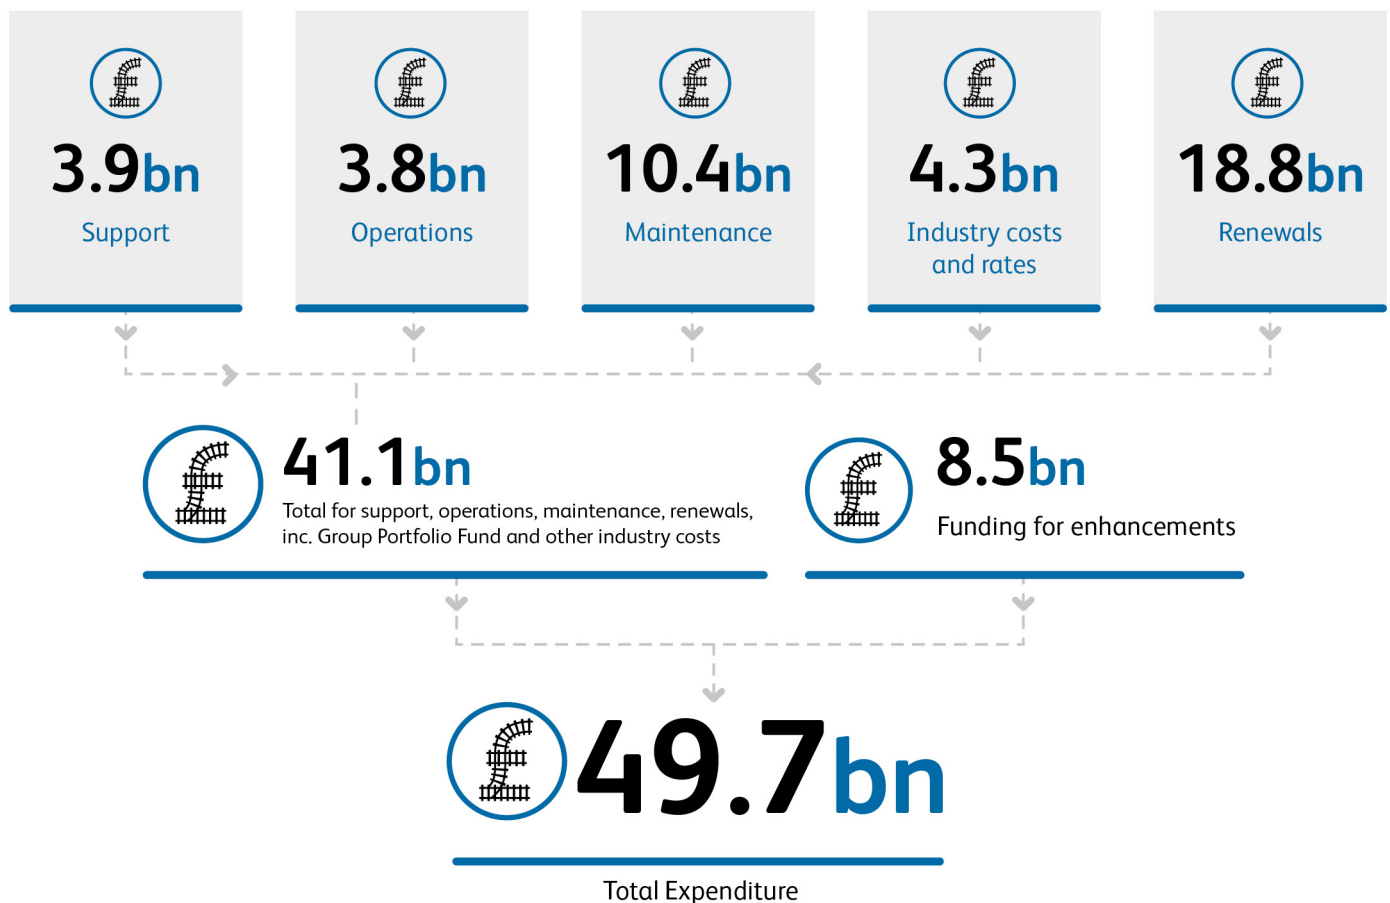 £ 3.9bn
Support
£ 3.8bn
Operations
£ 10.4bn
Maintenance
£ 4.3bn
Industry costs
and rates
£ 18.8bn
Renewals
£ 41.1bn
Total for support, operations, maintenance, renewals,
inc. Group Portfolio Fund and other industry costs
£ 8.5bn
Funding for enhancements
£ 49.7bn
Total Expenditure